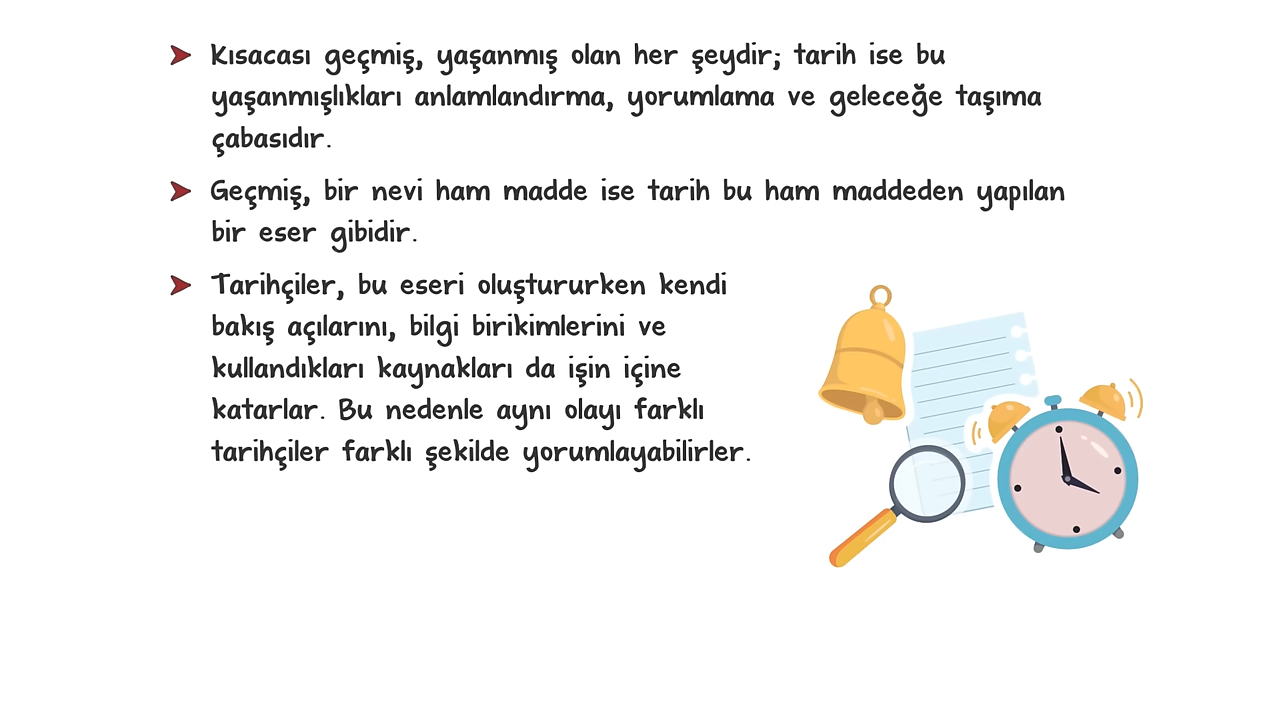 Kısacası geçmiş, yaşanmış olan her şeydir; tarih ise bu
yaşanmışlıkları anlamlandırma, yorumlama ve geleceğe taşıma
çabasıdır.
Geçmiş, bir nevi ham madde ise tarih bu ham maddeden yapılan
bir eser gibidir.
Tarihçiler, bu eseri oluştururken kendi
bakış açılarını, bilgi birikimlerini ve
kullandıkları kaynakları da işin içine
katarlar. Bu nedenle aynı olayı farklı
tarihçiler farklı şekilde yorumlayabilirler.